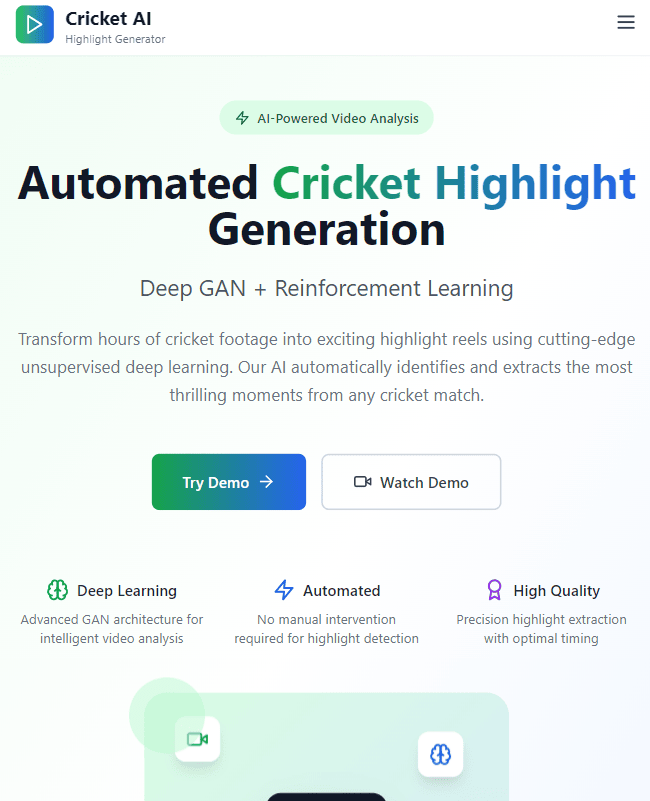 Cricket AI
Highlight Generator
AI-Powered Video Analysis
Automated Cricket Highlight
Generation
Deep GAN + Reinforcement Learning
Transform hours of cricket footage into exciting highlight reels using cutting-edge
unsupervised deep learning. Our AI automatically identifies and extracts the most
thrilling moments from any cricket match.
Try Demo
Watch Demo
Deep Learning
Advanced GAN architecture for
intelligent video analysis
Automated
No manual intervention
required for highlight detection
High Quality
Precision highlight extraction
with optimal timing